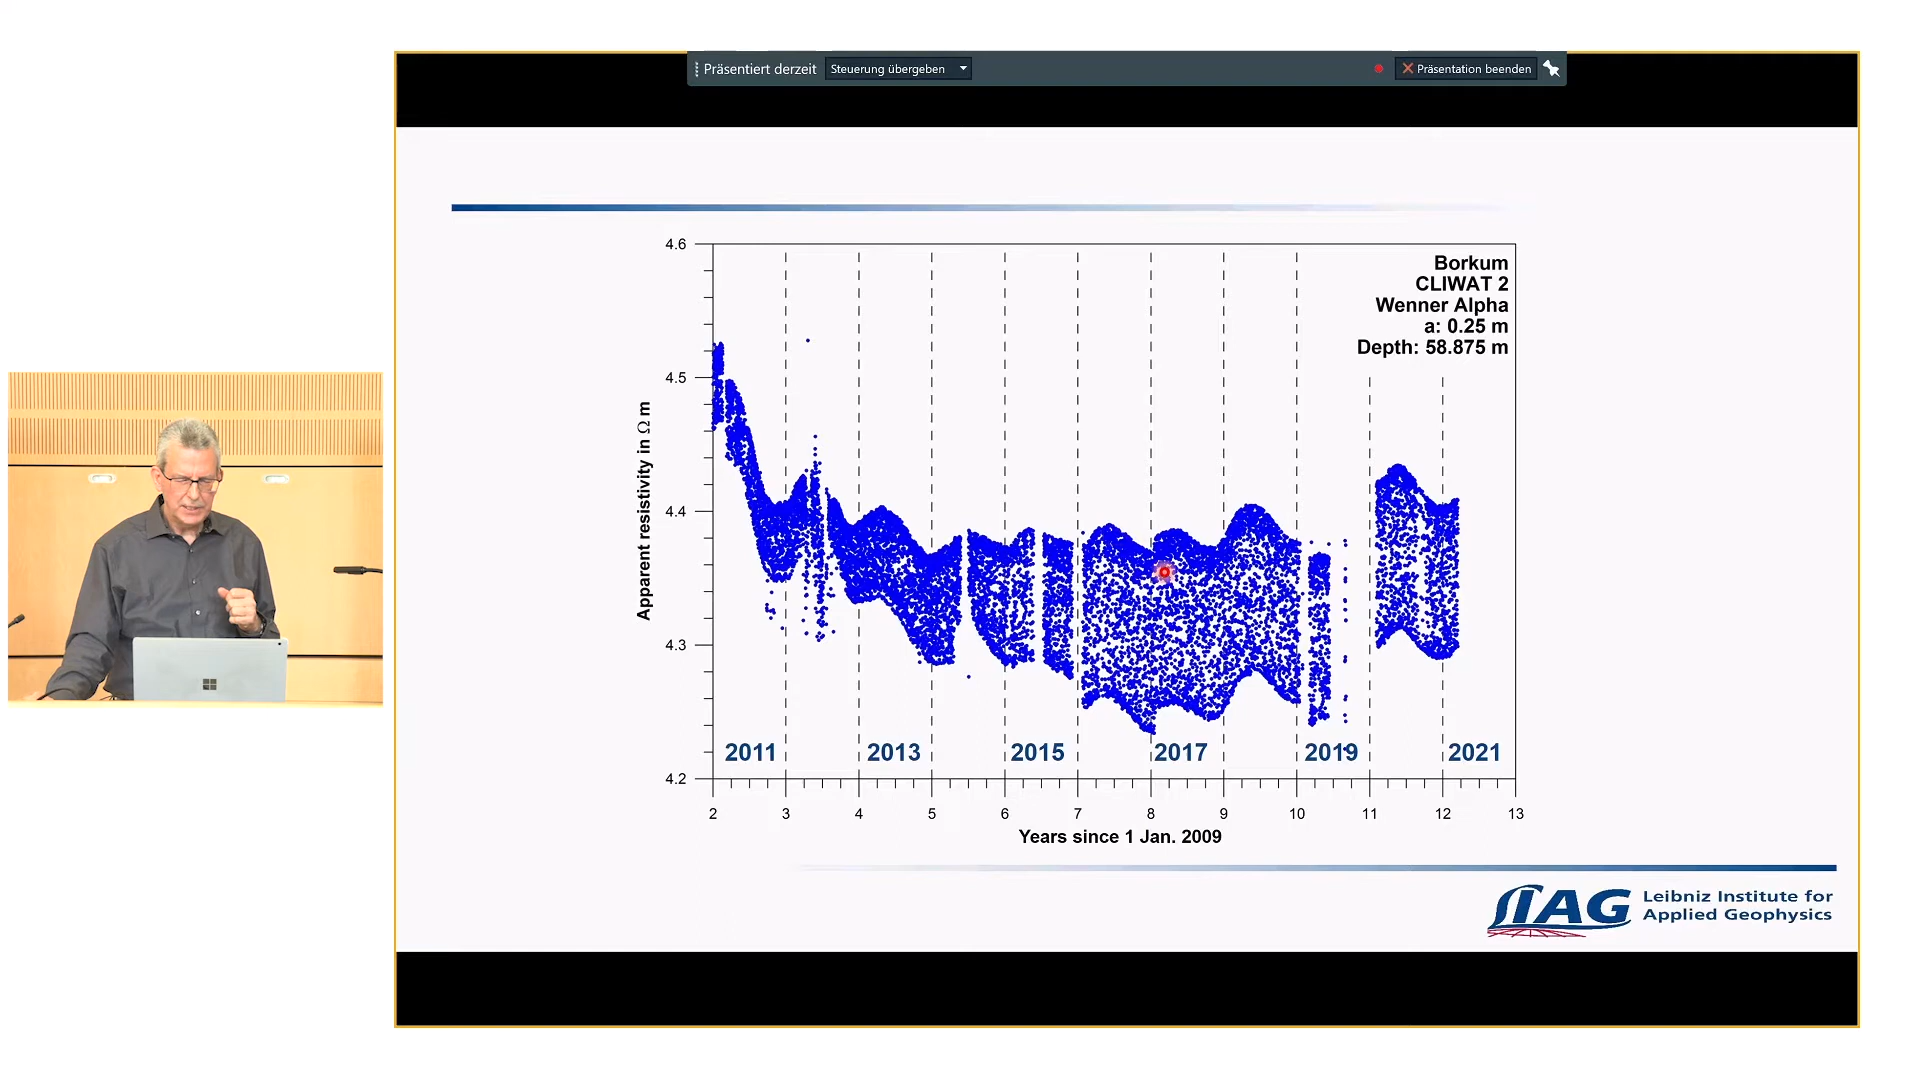 Präsentiert derzeit
Steuerung übergeben
Präsentation beenden
Borkum
CLIWAT 2
Wenner Alpha
a: 0.25 m
Depth: 58.875 m
4.6
4.5
4.4
4.3
4.2
Apparent resistivity in Ω m
2011
2013
2015
2017
2019
2021
2 3 4 5 6 7 8 9 10 11 12 13
Years since 1 Jan. 2009
LIAG
Leibniz Institute for
Applied Geophysics